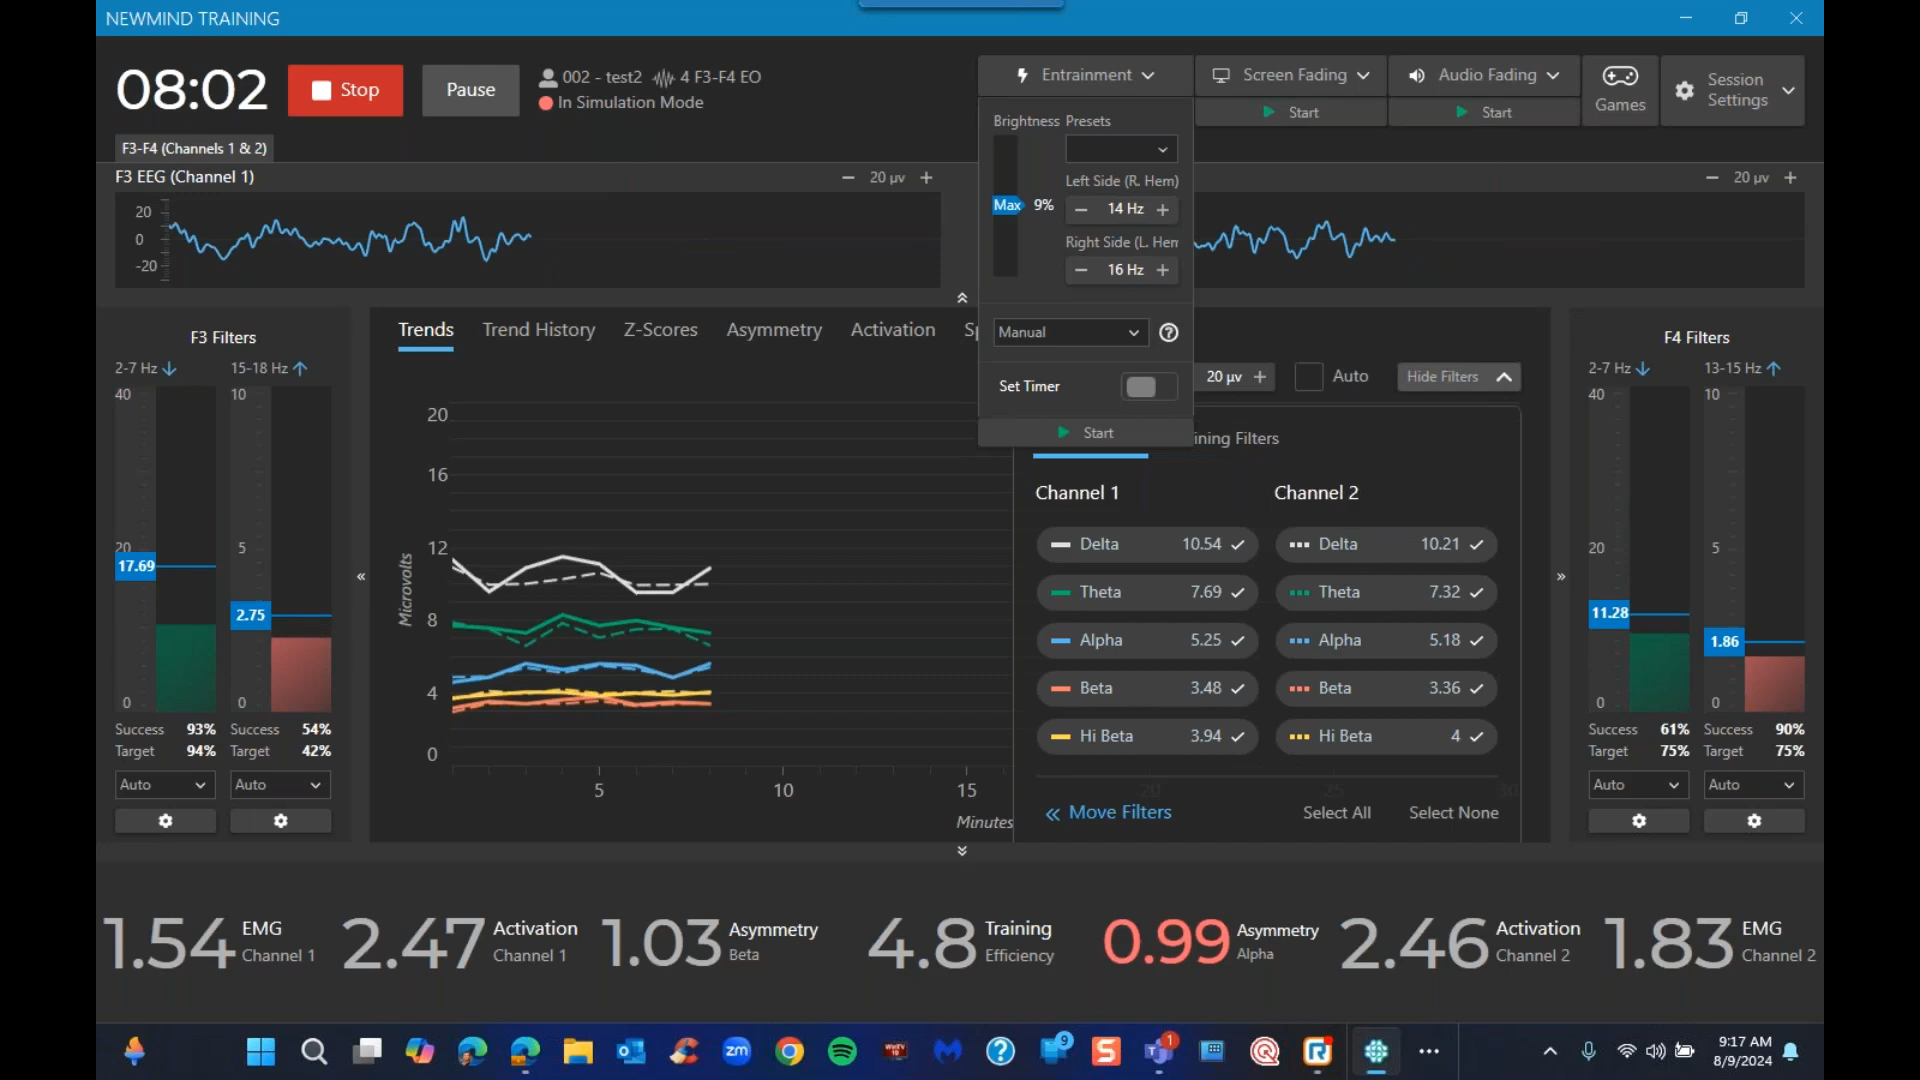 NEWMIND TRAINING
08:02
Stop
Pause
002 - test2 4 F3-F4 EO
In Simulation Mode
Entrainment
Screen Fading
Start
Audio Fading
Start
Games
Session
Settings
F3-F4 (Channels 1 & 2)
F3 EEG (Channel 1)
20 µv
20
0
-20
20 µv
Brightness Presets
Left Side (R. Hem)
Max 9%
14 Hz
Right Side (L. Hem
16 Hz
Manual
Set Timer
Start
F3 Filters
2-7 Hz
15-18 Hz
40
20
0
17.69
10
5
0
2.75
Success 93%
Target 94%
Success 54%
Target 42%
Auto
Auto
Trends
Trend History
Z-Scores
Asymmetry
Activation
20 µv
Auto
Hide Filters
ining Filters
Microvolts
20
16
12
8
4
0
5
10
15
20
25
30
Minutes
Channel 1
Channel 2
Delta 10.54
Delta 10.21
Theta 7.69
Theta 7.32
Alpha 5.25
Alpha 5.18
Beta 3.48
Beta 3.36
Hi Beta 3.94
Hi Beta 4
Move Filters
Select All
Select None
F4 Filters
2-7 Hz
13-15 Hz
40
20
0
11.28
10
5
0
1.86
Success 61%
Target 75%
Success 90%
Target 75%
Auto
Auto
1.54
EMG
Channel 1
2.47
Activation
Channel 1
1.03
Asymmetry
Beta
4.8
Training
Efficiency
0.99
Asymmetry
Alpha
2.46
Activation
Channel 2
1.83
EMG
Channel 2
zm
9
1
9:17 AM
8/9/2024